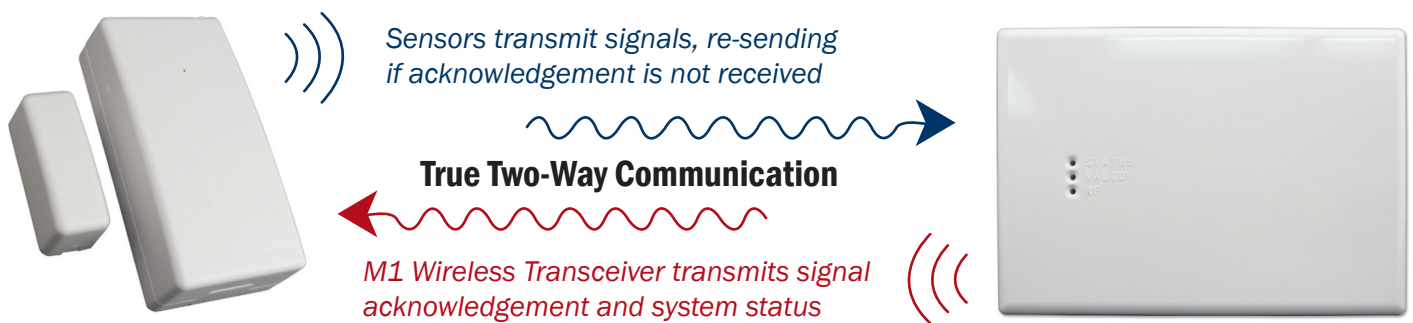 Sensors transmit signals, re-sending
if acknowledgement is not received
True Two-Way Communication
M1 Wireless Transceiver transmits signal
acknowledgement and system status
STATUS
VALID
RF